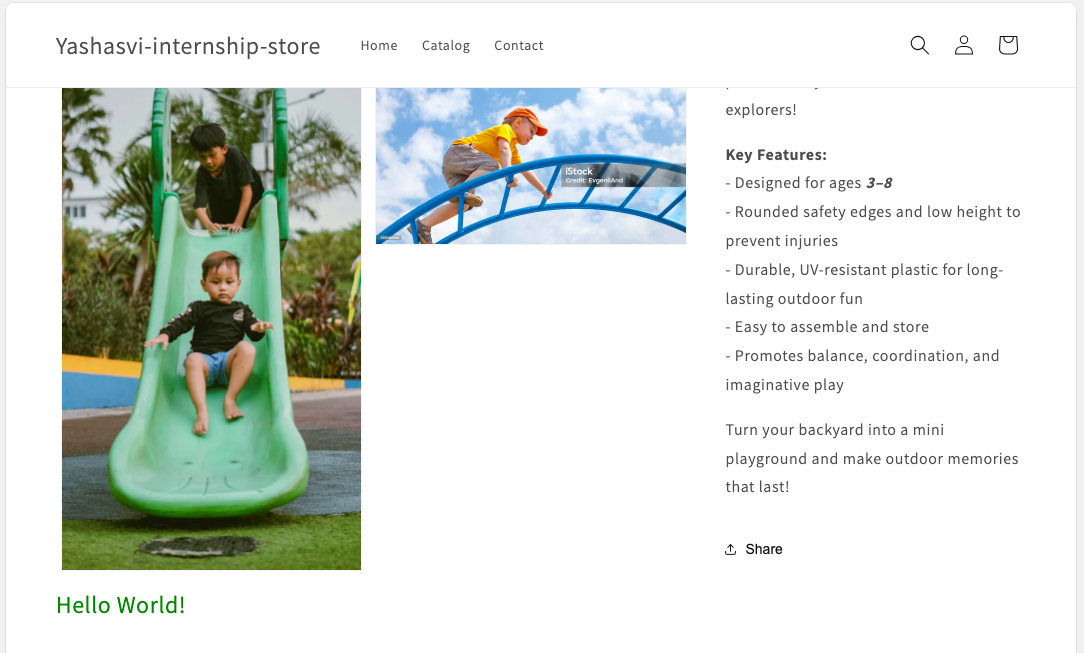 Yashasvi-internship-store
Home
Catalog
Contact
iStock
Credit: EvgeniiAnd
explorers!
Key Features:
- Designed for ages 3–8
- Rounded safety edges and low height to
prevent injuries
- Durable, UV-resistant plastic for long-
lasting outdoor fun
- Easy to assemble and store
- Promotes balance, coordination, and
imaginative play
Turn your backyard into a mini
playground and make outdoor memories
that last!
Share
Hello World!